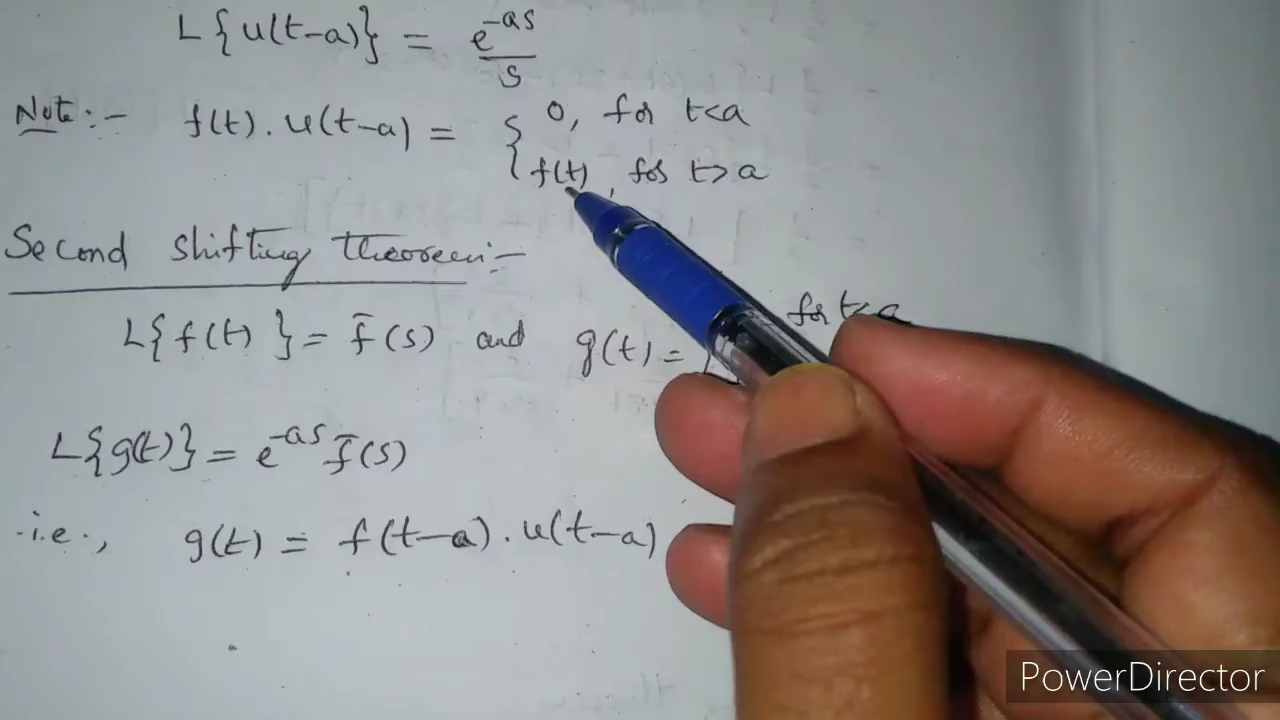 L{u(t-a)} = e^-as/s
Note:- f(t). u(t-a) = { 0, for t<a
f(t), for t>a
Second shifting theorem:-
L{f(t)} = f̄(s) and g(t) = for t<a
L{g(t)} = e^-as f̄(s)
i.e., g(t) = f(t-a). u(t-a)
PowerDirector